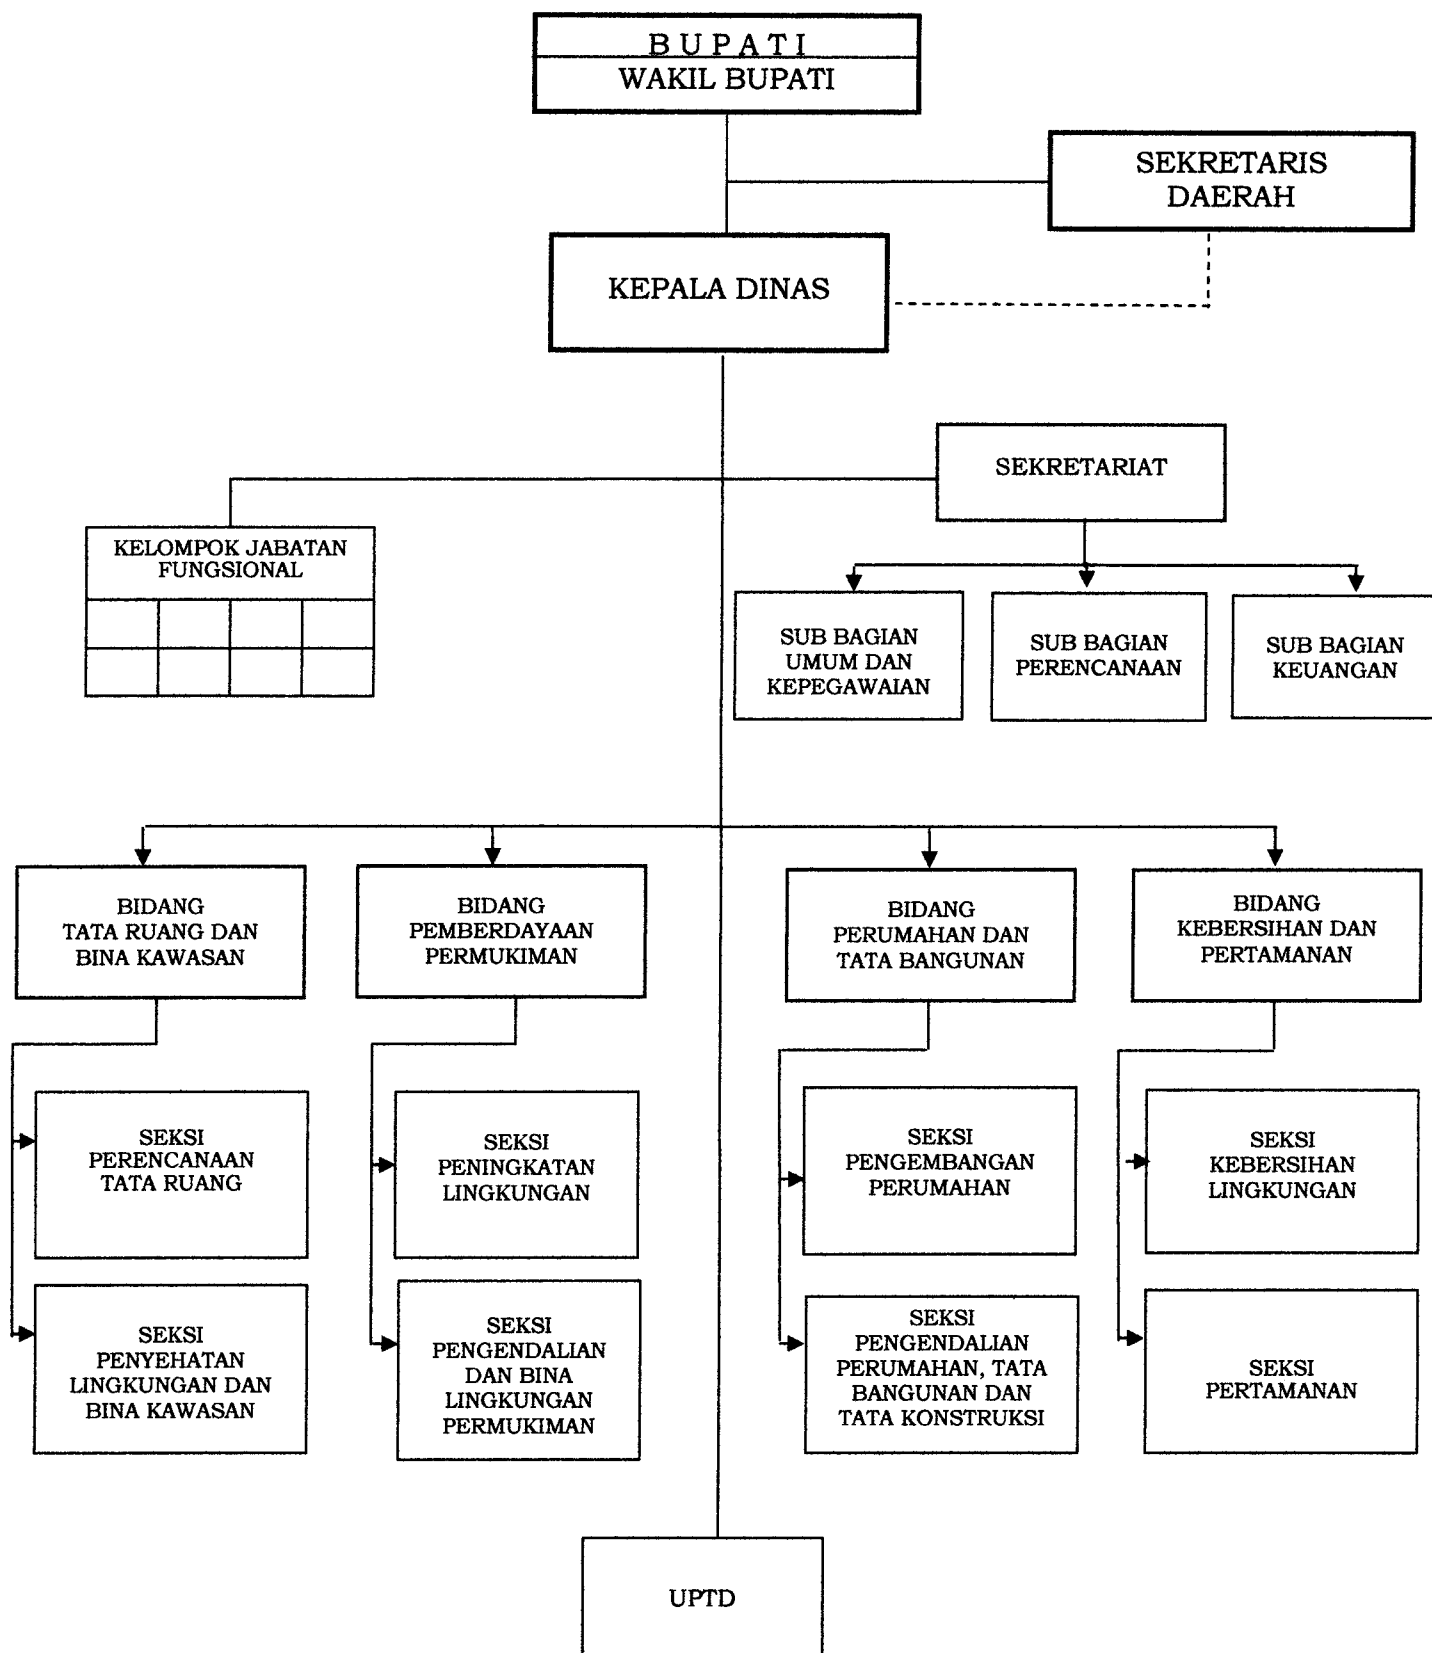 BUPATI
WAKIL BUPATI
SEKRETARIS
DAERAH
KEPALA DINAS
SEKRETARIAT
KELOMPOK JABATAN
FUNGSIONAL
SUB BAGIAN
UMUM DAN
KEPEGAWAIAN
SUB BAGIAN
PERENCANAAN
SUB BAGIAN
KEUANGAN
BIDANG
TATA RUANG DAN
BINA KAWASAN
BIDANG
PEMBERDAYAAN
PERMUKIMAN
BIDANG
PERUMAHAN DAN
TATA BANGUNAN
BIDANG
KEBERSIHAN DAN
PERTAMANAN
SEKSI
PERENCANAAN
TATA RUANG
SEKSI
PENINGKATAN
LINGKUNGAN
SEKSI
PENGEMBANGAN
PERUMAHAN
SEKSI
KEBERSIHAN
LINGKUNGAN
SEKSI
PENYEHATAN
LINGKUNGAN DAN
BINA KAWASAN
SEKSI
PENGENDALIAN
DAN BINA
LINGKUNGAN
PERMUKIMAN
SEKSI
PENGENDALIAN
PERUMAHAN, TATA
BANGUNAN DAN
TATA KONSTRUKSI
SEKSI
PERTAMANAN
UPTD